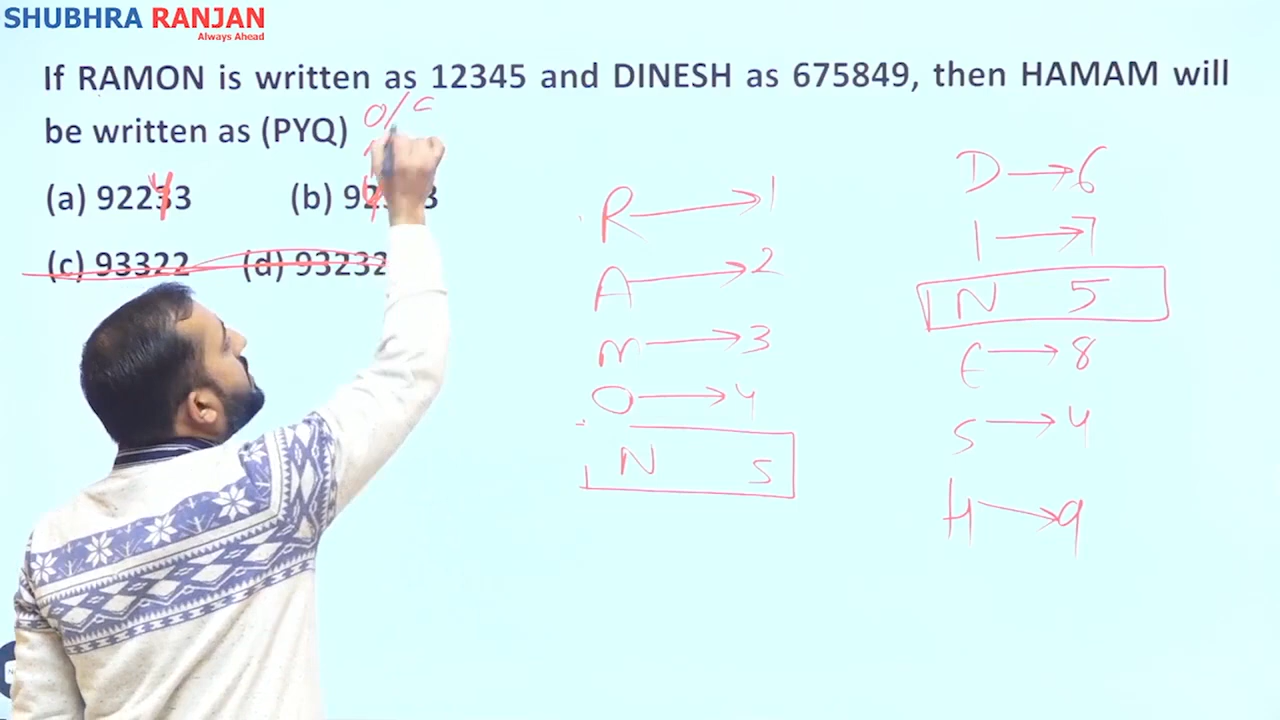 SHUBHRA RANJAN
Always Ahead
If RAMON is written as 12345 and DINESH as 675849, then HAMAM will
be written as (PYQ)
O/C
(a) 92233 (b) 92
(c) 93322 (d) 93232
R → 1
A → 2
M → 3
O → 4
N 5
D → 6
I → 7
N 5
E → 8
S → 4
H → 9